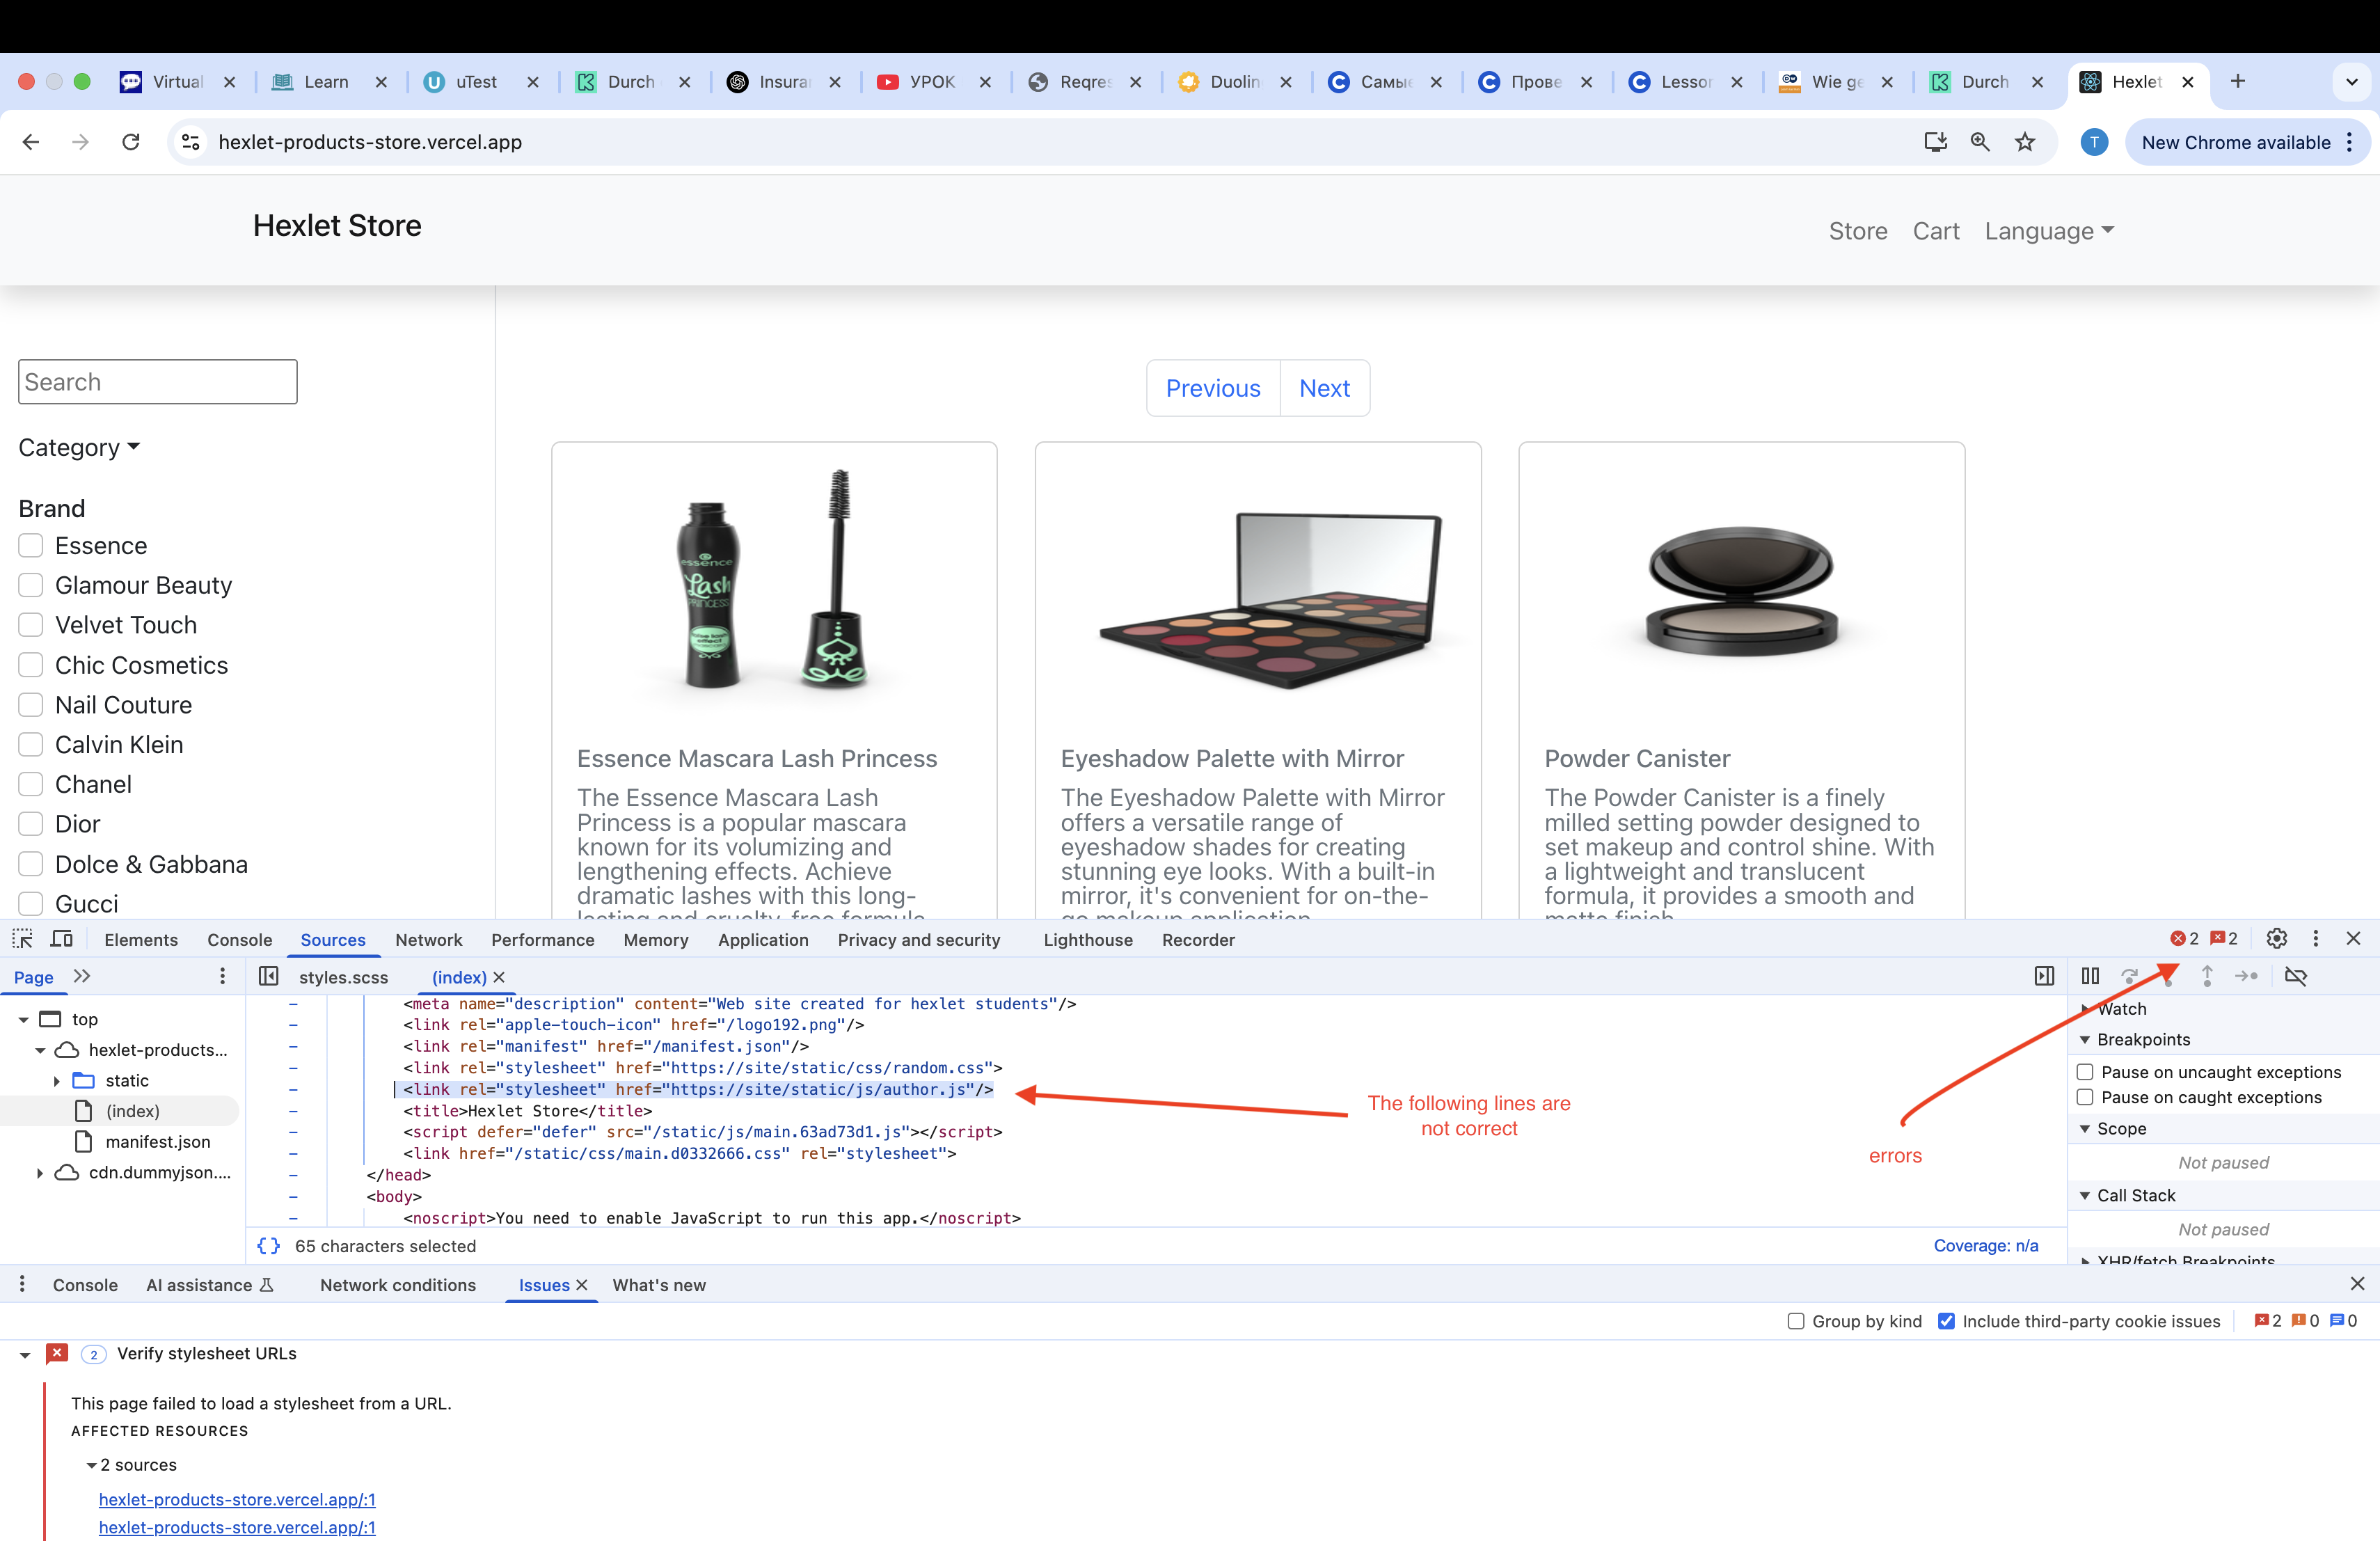 Virtual
Learn
uTest
Durch
Insura
УРОК
Reqres
Duolin
Самые
Прове
Lesson
Wie ge
Durch
Hexlet
hexlet-products-store.vercel.app
T
New Chrome available
Hexlet Store
Store
Cart
Language
Search
Category
Brand
Essence
Glamour Beauty
Velvet Touch
Chic Cosmetics
Nail Couture
Calvin Klein
Chanel
Dior
Dolce & Gabbana
Gucci
Previous
Next
essence
Lash
PRINCESS
Essence Mascara Lash Princess
The Essence Mascara Lash
Princess is a popular mascara
known for its volumizing and
lengthening effects. Achieve
dramatic lashes with this long-
lasting and cruelty-free formula.
Eyeshadow Palette with Mirror
The Eyeshadow Palette with Mirror
offers a versatile range of
eyeshadow shades for creating
stunning eye looks. With a built-in
mirror, it's convenient for on-the-
go makeup application.
Powder Canister
The Powder Canister is a finely
milled setting powder designed to
set makeup and control shine. With
a lightweight and translucent
formula, it provides a smooth and
matte finish.
Elements
Console
Sources
Network
Performance
Memory
Application
Privacy and security
Lighthouse
Recorder
2
2
Page
styles.scss
(index)
top
hexlet-products...
static
(index)
manifest.json
cdn.dummyjson....
<meta name="description" content="Web site created for hexlet students"/>
<link rel="apple-touch-icon" href="/logo192.png"/>
<link rel="manifest" href="/manifest.json"/>
<link rel="stylesheet" href="https://site/static/css/random.css">
<link rel="stylesheet" href="https://site/static/js/author.js"/>
<title>Hexlet Store</title>
<script defer="defer" src="/static/js/main.63ad73d1.js"></script>
<link href="/static/css/main.d0332666.css" rel="stylesheet">
</head>
<body>
<noscript>You need to enable JavaScript to run this app.</noscript>
The following lines are
not correct
errors
{} 65 characters selected
Coverage: n/a
Watch
Breakpoints
Pause on uncaught exceptions
Pause on caught exceptions
Scope
Not paused
Call Stack
Not paused
XHR/fetch Breakpoints
Console
AI assistance
Network conditions
Issues
What's new
Group by kind
Include third-party cookie issues
2
0
0
2 Verify stylesheet URLs
This page failed to load a stylesheet from a URL.
AFFECTED RESOURCES
2 sources
hexlet-products-store.vercel.app/:1
hexlet-products-store.vercel.app/:1